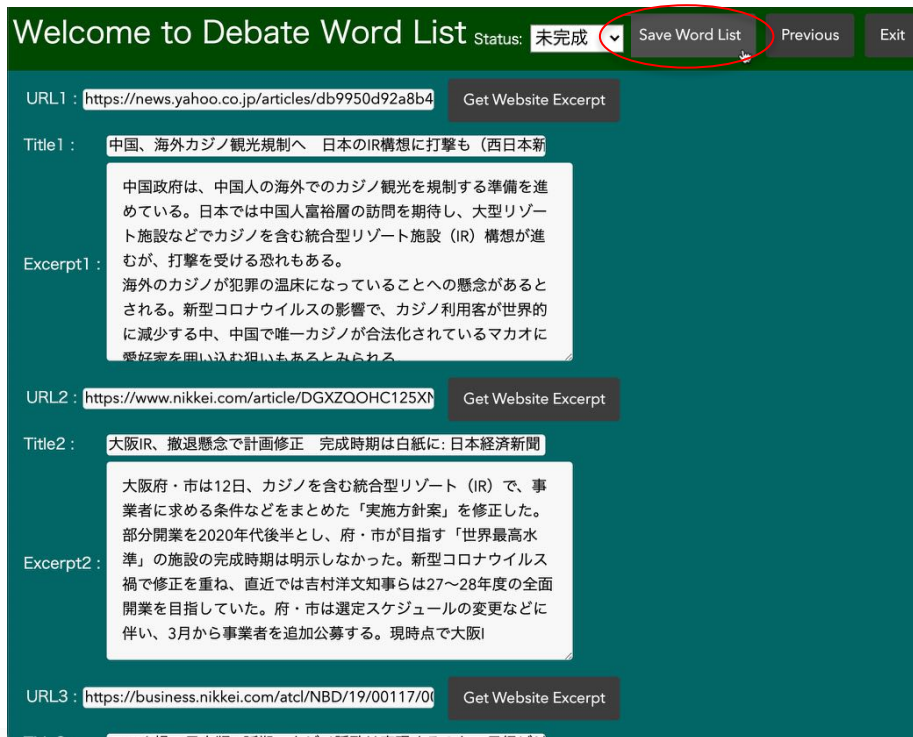 Welcome to Debate Word List Status: 未完成 Save Word List Previous Exit
URL1 : https://news.yahoo.co.jp/articles/db9950d92a8b4 Get Website Excerpt
Title1 : 中国、海外カジノ観光規制へ 日本のIR構想に打撃も（西日本新
Excerpt1 :
中国政府は、中国人の海外でのカジノ観光を規制する準備を進
めている。日本では中国人富裕層の訪問を期待し、大型リゾー
ト施設などでカジノを含む統合型リゾート施設（IR）構想が進
むが、打撃を受ける恐れもある。
海外のカジノが犯罪の温床になっていることへの懸念があると
される。新型コロナウイルスの影響で、カジノ利用客が世界的
に減少する中、中国で唯一カジノが合法化されているマカオに
愛好家を囲い込む狙いもあるとみられる
URL2 : https://www.nikkei.com/article/DGXZQOHC125XN Get Website Excerpt
Title2 : 大阪IR、撤退懸念で計画修正 完成時期は白紙に: 日本経済新聞
Excerpt2 :
大阪府・市は12日、カジノを含む統合型リゾート（IR）で、事
業者に求める条件などをまとめた「実施方針案」を修正した。
部分開業を2020年代後半とし、府・市が目指す「世界最高水
準」の施設の完成時期は明示しなかった。新型コロナウイルス
禍で修正を重ね、直近では吉村洋文知事らは27～28年度の全面
開業を目指していた。府・市は選定スケジュールの変更などに
伴い、3月から事業者を追加公募する。現時点で大阪I
URL3 : https://business.nikkei.com/atcl/NBD/19/00117/00 Get Website Excerpt